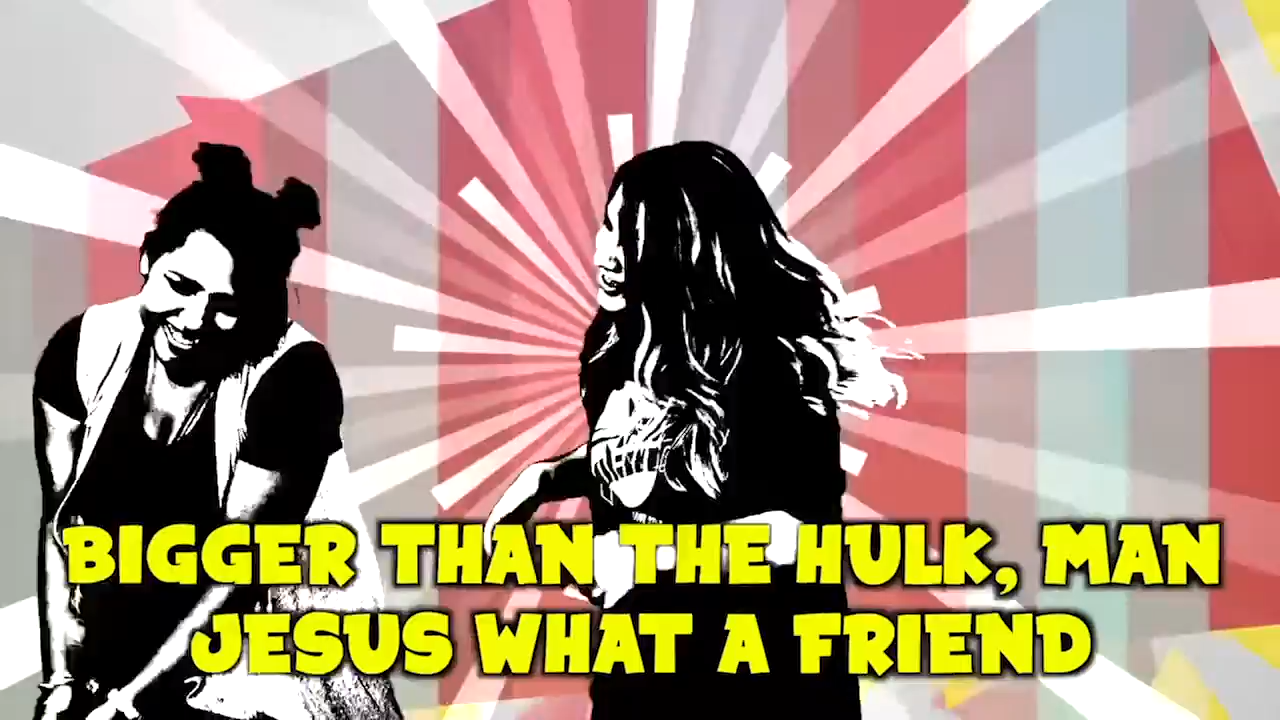 BIGGER THAN THE HULK, MAN
JESUS WHAT A FRIEND